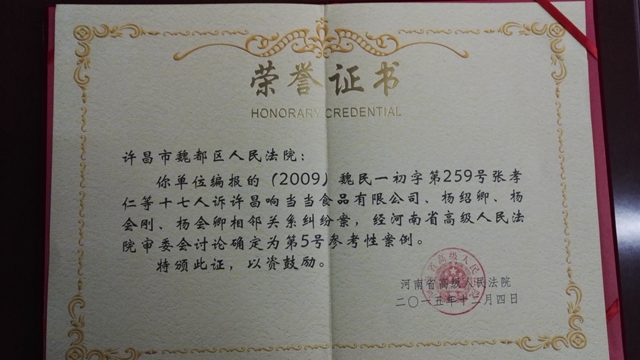 荣誉证书
HONORARY CREDENTIAL
许昌市魏都区人民法院：
你单位编报的（2009）魏民一初字第259号张孝
仁等十七人诉许昌响当当食品有限公司、杨绍卿、杨
会刚、杨会卿相邻关系纠纷案，经河南省高级人民法
院审委会讨论确定为第5号参考性案例。
特颁此证，以资鼓励。
河南省高级人民法院
二〇一五年十二月四日